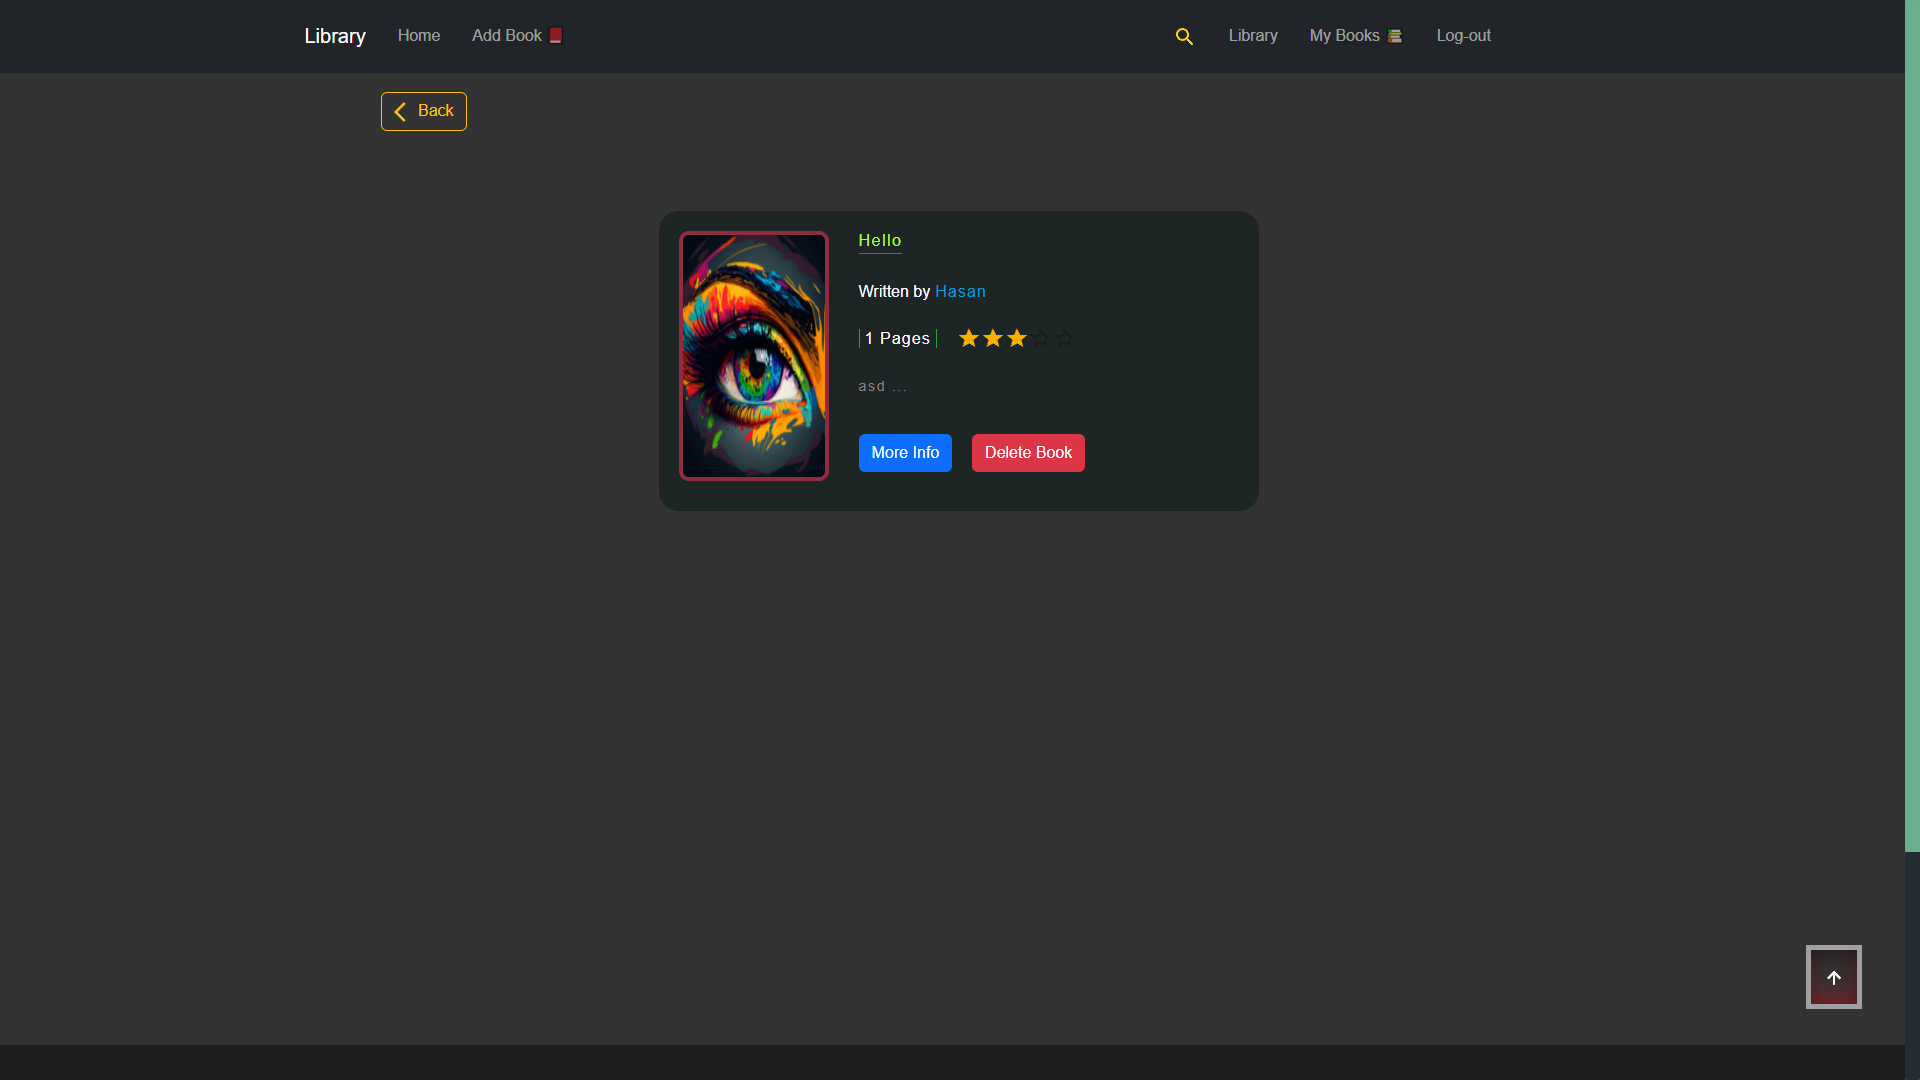 Library Home Add Book Library My Books Log-out
Back
Hello
Written by Hasan
| 1 Pages |
asd ...
More Info Delete Book